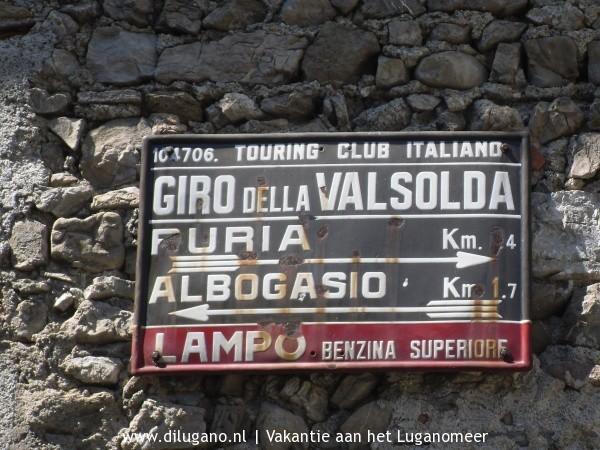 104706. TOURING CLUB ITALIANO
GIRO DELLA VALSOLDA
PURIA Km. .4
ALBOGASIO Km 1.7
LAMPO BENZINA SUPERIORE
www.dilugano.nl | Vakantie aan het Luganomeer